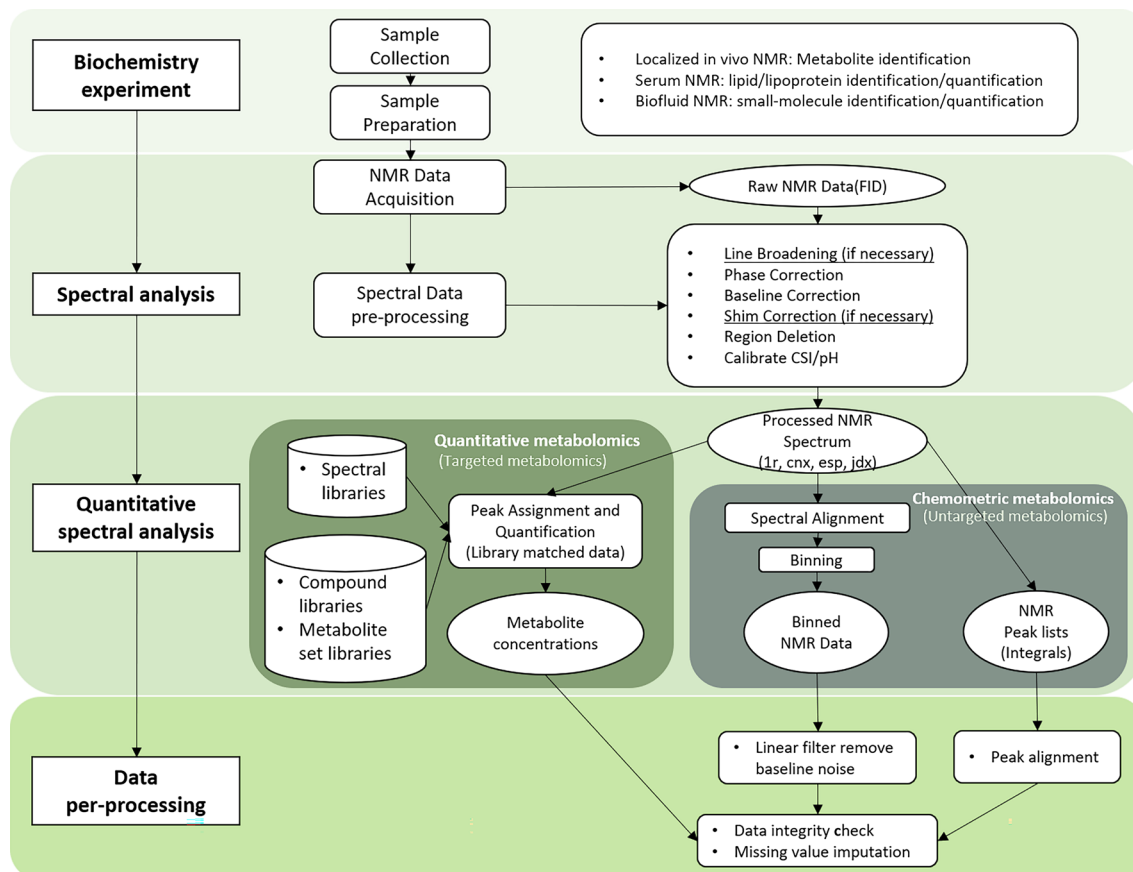 Biochemistry
experiment
Sample
Collection
Sample
Preparation
• Localized in vivo NMR: Metabolite identification
• Serum NMR: lipid/lipoprotein identification/quantification
• Biofluid NMR: small-molecule identification/quantification
Spectral analysis
NMR Data
Acquisition
Raw NMR Data(FID)
Spectral Data
pre-processing
• Line Broadening (if necessary)
• Phase Correction
• Baseline Correction
• Shim Correction (if necessary)
• Region Deletion
• Calibrate CSI/pH
Quantitative
spectral analysis
Quantitative metabolomics
(Targeted metabolomics)
• Spectral
libraries
• Compound
libraries
• Metabolite
set libraries
Peak Assignment and
Quantification
(Library matched data)
Metabolite
concentrations
Processed NMR
Spectrum
(1r, cnx, esp, jdx)
Chemometric metabolomics
(Untargeted metabolomics)
Spectral Alignment
Binning
Binned
NMR Data
NMR
Peak lists
(Integrals)
Data
per-processing
• Linear filter remove
baseline noise
• Peak alignment
• Data integrity check
• Missing value imputation